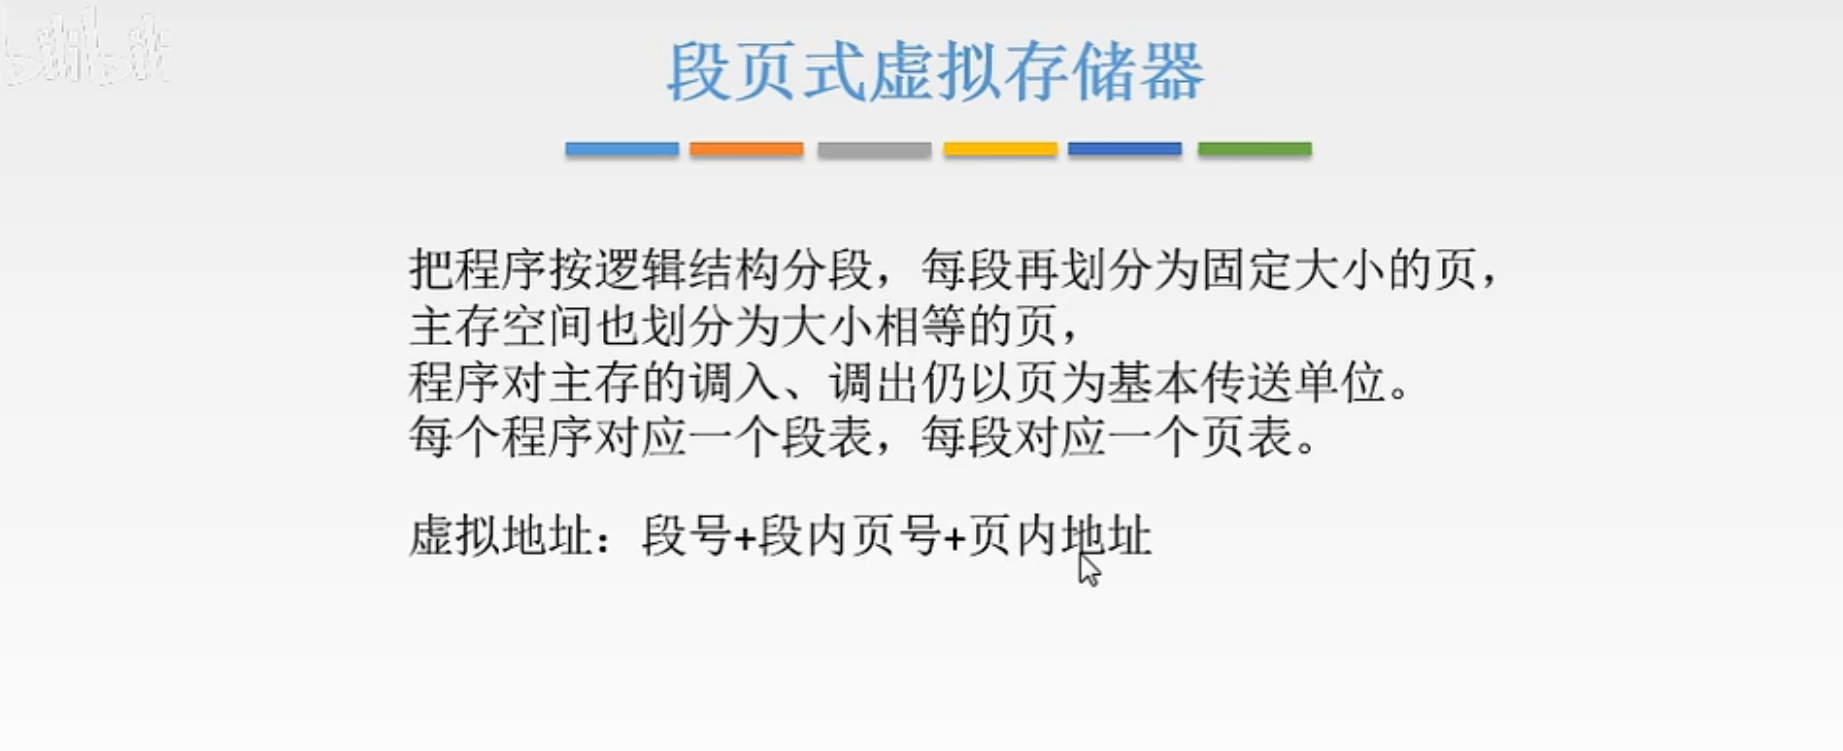 bilibili
段页式虚拟存储器
把程序按逻辑结构分段，每段再划分为固定大小的页，
主存空间也划分为大小相等的页，
程序对主存的调入、调出仍以页为基本传送单位。
每个程序对应一个段表，每段对应一个页表。
虚拟地址：段号+段内页号+页内地址